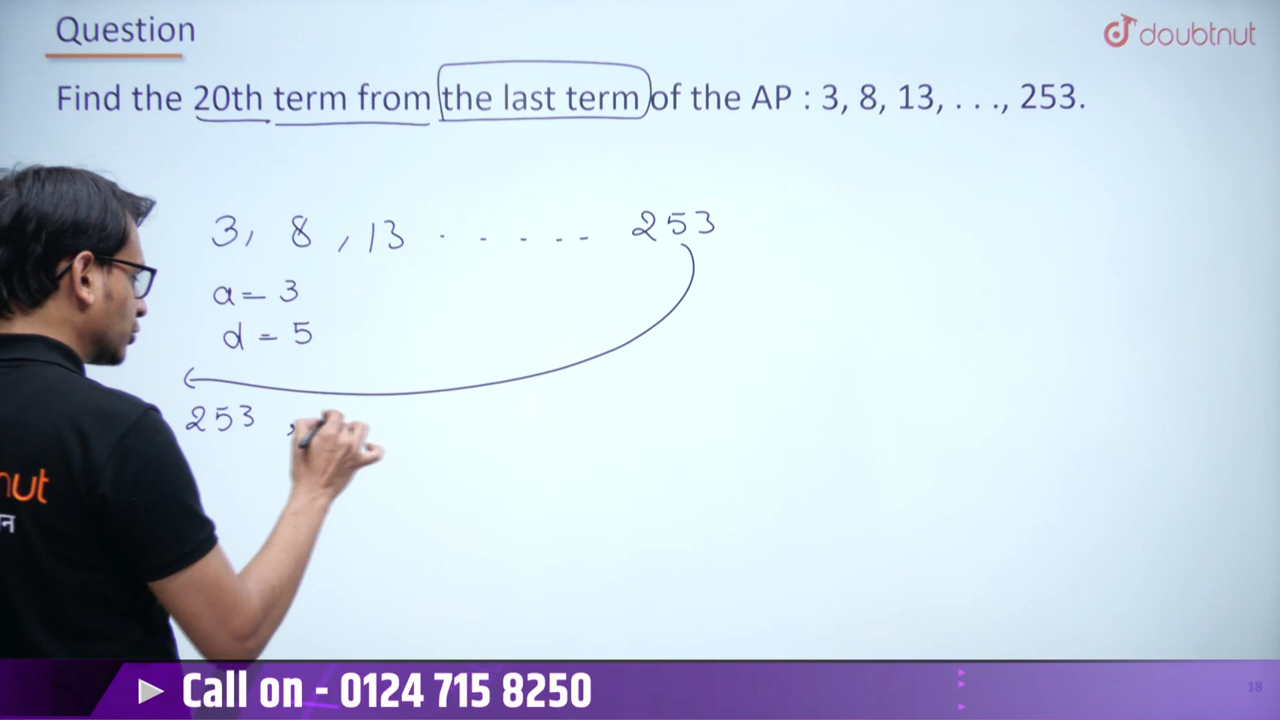 Question
doubtnut
Find the 20th term from the last term of the AP : 3, 8, 13, . . ., 253.
3, 8 , 13 . - - - - - 253
a = 3
d = 5
253 ,
nut
न
Call on - 0124 715 8250
18